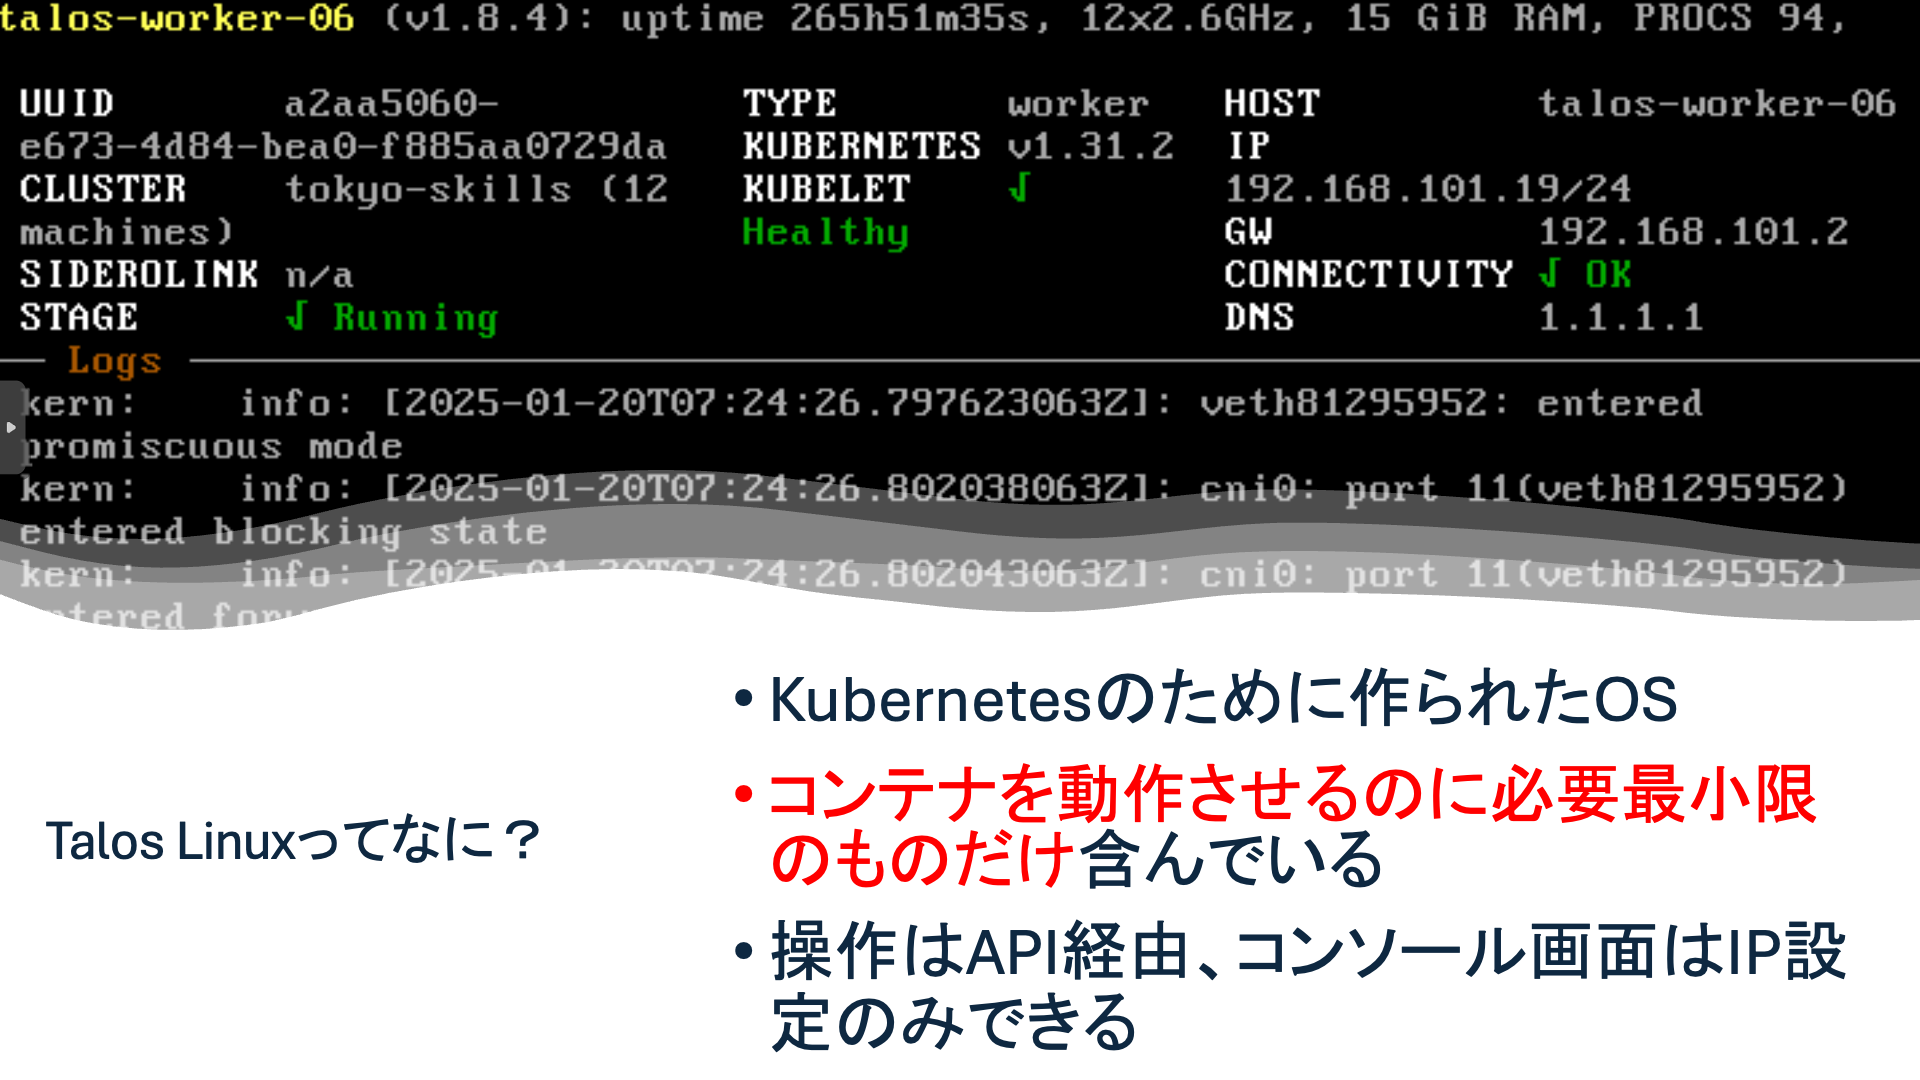 talos-worker-06 (v1.8.4): uptime 265h51m35s, 12x2.6GHz, 15 GiB RAM, PROCS 94,
UUID a2aa5060-
e673-4d84-bea0-f885aa0729da
CLUSTER tokyo-skills (12
machines)
SIDEROLINK n/a
STAGE √ Running
TYPE worker
KUBERNETES v1.31.2
KUBELET √
Healthy
HOST talos-worker-06
IP
192.168.101.19/24
GW 192.168.101.2
CONNECTIVITY √ OK
DNS 1.1.1.1
Logs
kern: info: [2025-01-20T07:24:26.797623063Z]: veth81295952: entered
promiscuous mode
kern: info: [2025-01-20T07:24:26.802038063Z]: cni0: port 11(veth81295952)
entered blocking state
kern: info: [2025-01-20T07:24:26.802043063Z]: cni0: port 11(veth81295952)
Talos Linuxってなに？
• Kubernetesのために作られたOS
• コンテナを動作させるのに必要最小限
のものだけ含んでいる
• 操作はAPI経由、コンソール画面はIP設
定のみできる